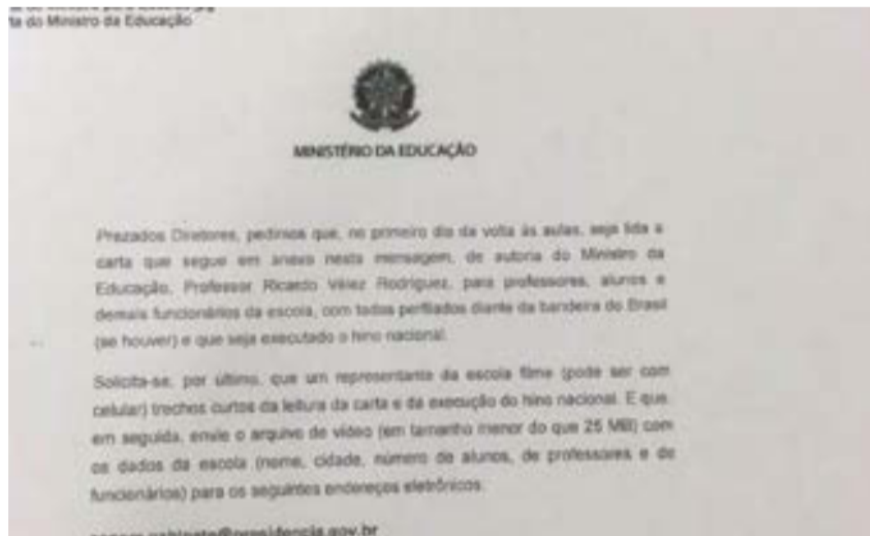 ta do Ministro da Educação
MINISTÉRIO DA EDUCAÇÃO
Prezados Diretores, pedimos que, no primeiro dia da volta às aulas, seja lida a
carta que segue em anexo nesta mensagem, de autoria do Ministro da
Educação, Professor Ricardo Vélez Rodríguez, para professores, alunos e
demais funcionários da escola, com todos perfilados diante da bandeira do Brasil
(se houver) e que seja executado o hino nacional.
Solicita-se, por último, que um representante da escola filme (pode ser com
celular) trechos curtos da leitura da carta e da execução do hino nacional. E que,
em seguida, envie o arquivo de vídeo (em tamanho menor do que 25 MB) com
os dados da escola (nome, cidade, número de alunos, de professores e de
funcionários) para os seguintes endereços eletrônicos: